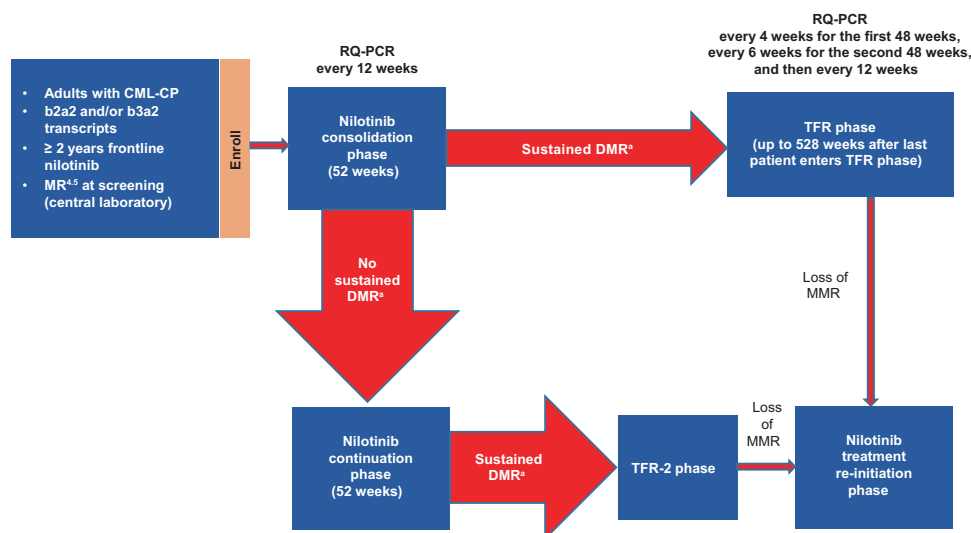 RQ-PCR
every 12 weeks
RQ-PCR
every 4 weeks for the first 48 weeks,
every 6 weeks for the second 48 weeks,
and then every 12 weeks
• Adults with CML-CP
• b2a2 and/or b3a2
transcripts
• ≥ 2 years frontline
nilotinib
• MR⁴·⁵ at screening
(central laboratory)
Enroll
Nilotinib
consolidation
phase
(52 weeks)
Sustained DMRᵃ
TFR phase
(up to 528 weeks after last
patient enters TFR phase)
No
sustained
DMRᵃ
Loss of
MMR
Nilotinib
continuation
phase
(52 weeks)
Sustained
DMRᵃ
TFR-2 phase
Loss
of
MMR
Nilotinib
treatment
re-initiation
phase